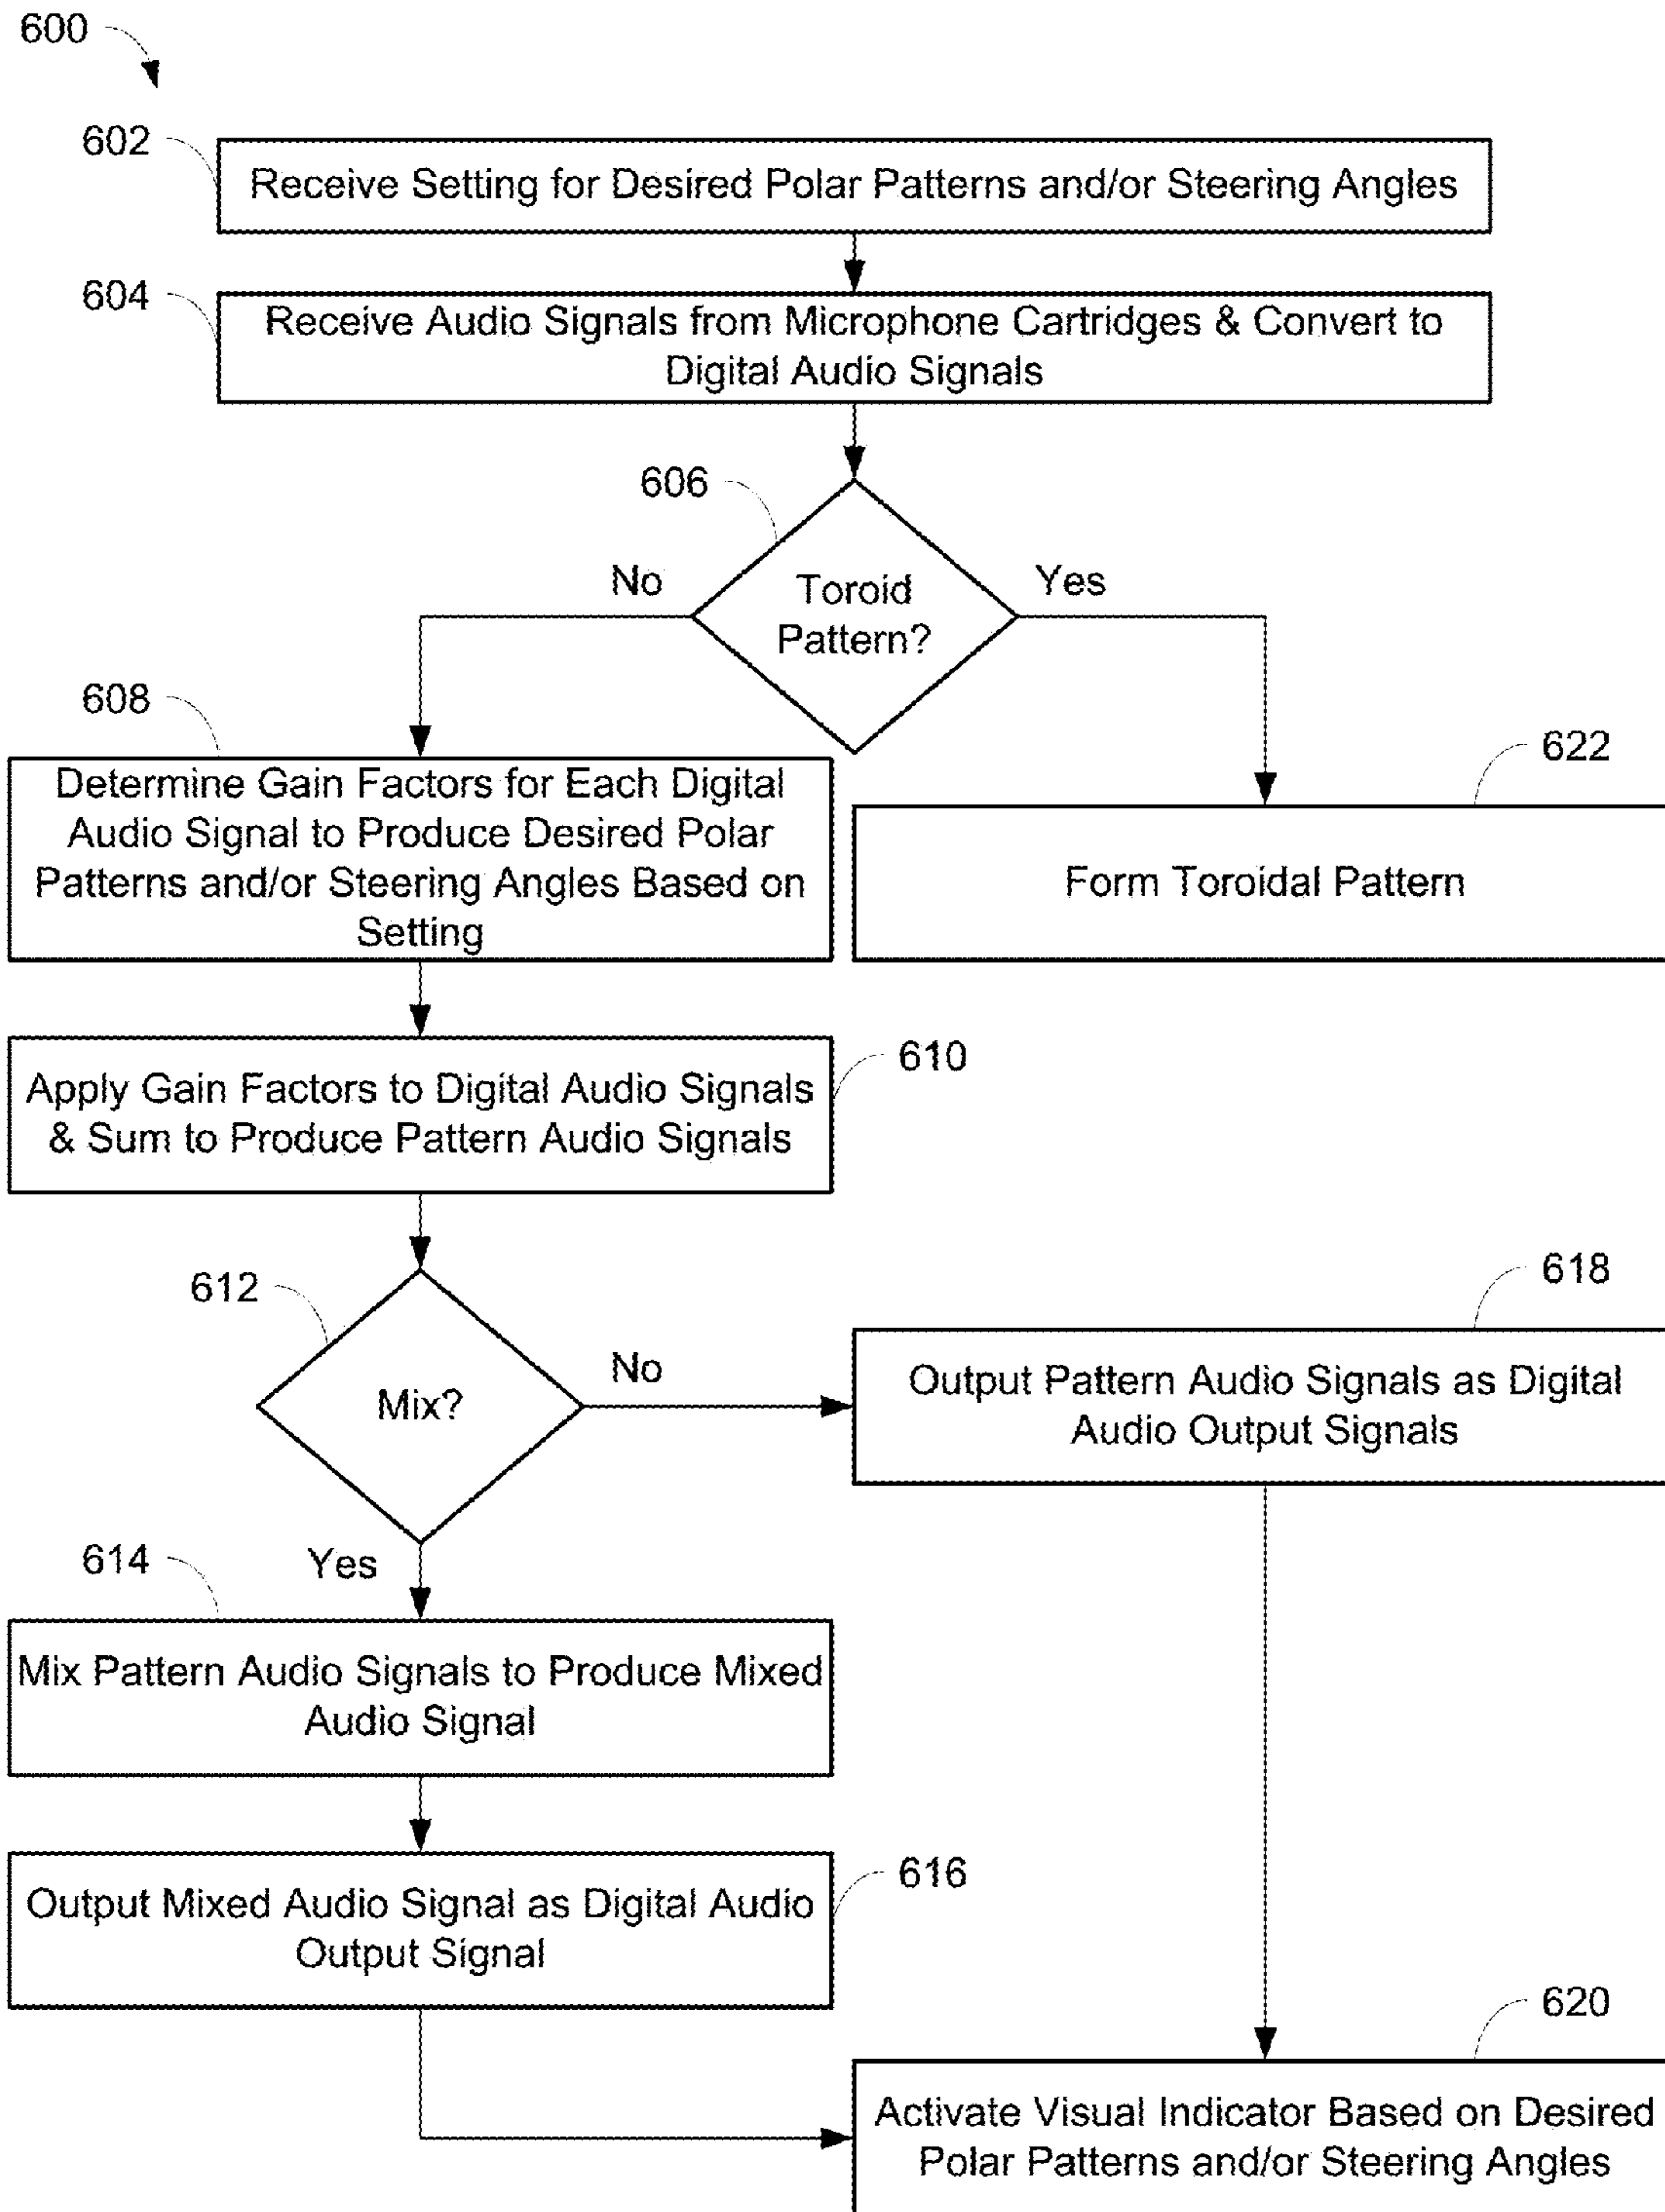 600
602
Receive Setting for Desired Polar Patterns and/or Steering Angles
604
Receive Audio Signals from Microphone Cartridges & Convert to
Digital Audio Signals
606
No
Toroid
Pattern?
Yes
608
Determine Gain Factors for Each Digital
Audio Signal to Produce Desired Polar
Patterns and/or Steering Angles Based on
Setting
622
Form Toroidal Pattern
610
Apply Gain Factors to Digital Audio Signals
& Sum to Produce Pattern Audio Signals
612
Mix?
No
618
Output Pattern Audio Signals as Digital
Audio Output Signals
Yes
614
Mix Pattern Audio Signals to Produce Mixed
Audio Signal
616
Output Mixed Audio Signal as Digital Audio
Output Signal
620
Activate Visual Indicator Based on Desired
Polar Patterns and/or Steering Angles